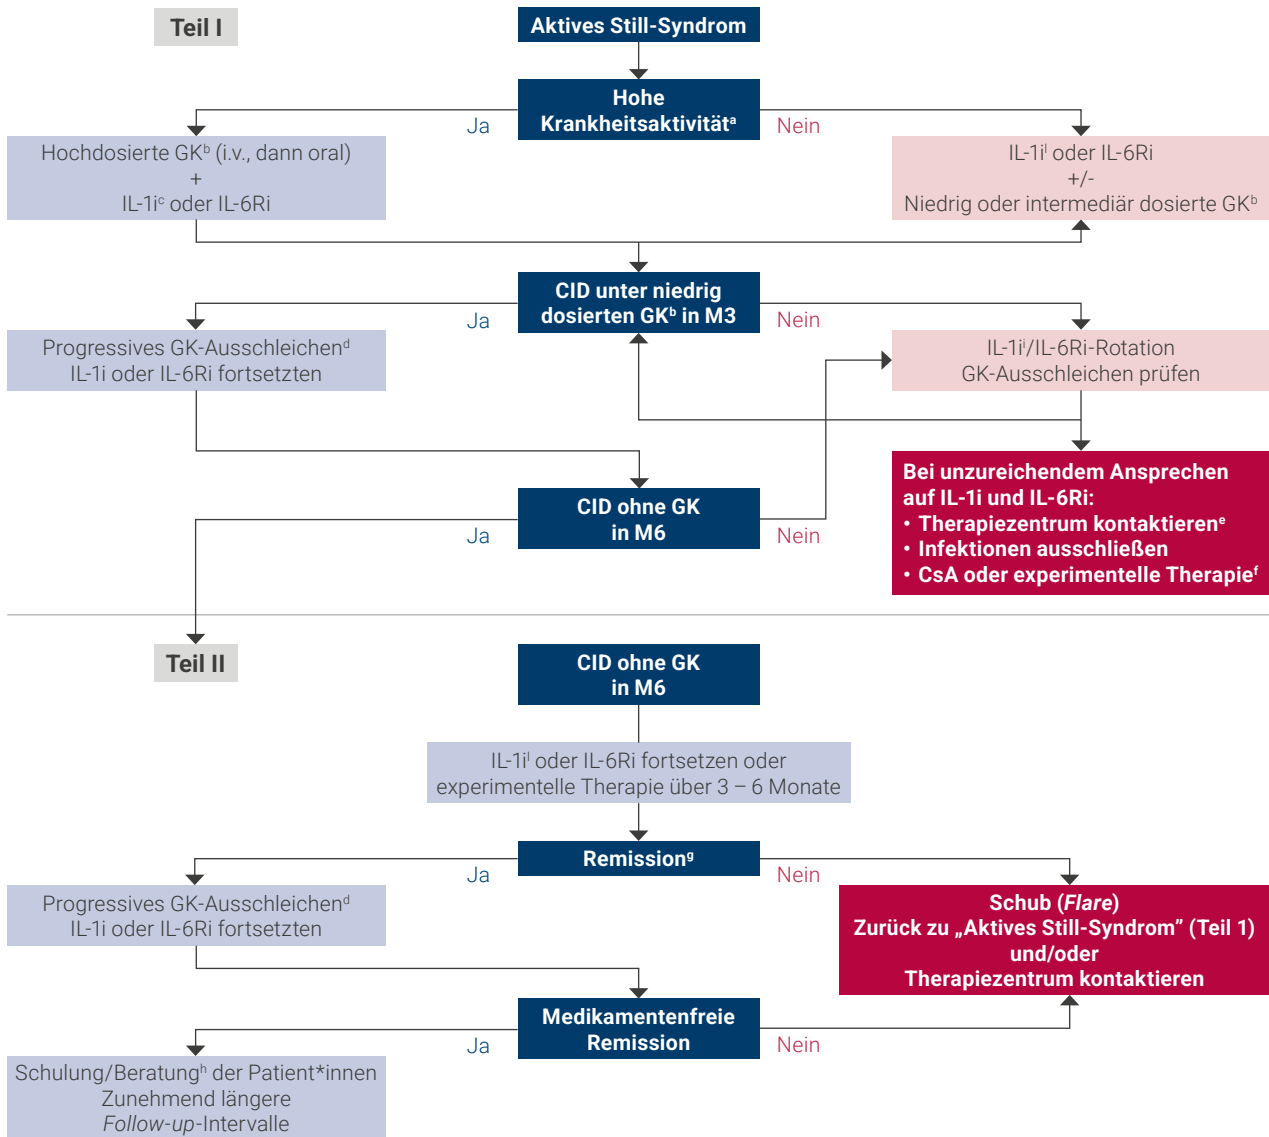 Teil I
Aktives Still-Syndrom
Hohe
Krankheitsaktivitätᵃ
Ja
Nein
Hochdosierte GKᵇ (i.v., dann oral)
+
IL-1iᶜ oder IL-6Ri
IL-1iˡ oder IL-6Ri
+/-
Niedrig oder intermediär dosierte GKᵇ
CID unter niedrig
dosierten GKᵇ in M3
Ja
Nein
Progressives GK-Ausschleichenᵈ
IL-1i oder IL-6Ri fortsetzten
IL-1iⁱ/IL-6Ri-Rotation
GK-Ausschleichen prüfen
CID ohne GK
in M6
Ja
Nein
Bei unzureichendem Ansprechen
auf IL-1i und IL-6Ri:
• Therapiezentrum kontaktierenᵉ
• Infektionen ausschließen
• CsA oder experimentelle Therapieᶠ
Teil II
CID ohne GK
in M6
IL-1iˡ oder IL-6Ri fortsetzen oder
experimentelle Therapie über 3 – 6 Monate
Remissionᵍ
Ja
Nein
Progressives GK-Ausschleichenᵈ
IL-1i oder IL-6Ri fortsetzten
Schub (Flare)
Zurück zu „Aktives Still-Syndrom” (Teil 1)
und/oder
Therapiezentrum kontaktieren
Medikamentenfreie
Remission
Ja
Nein
Schulung/Beratungʰ der Patient*innen
Zunehmend längere
Follow-up-Intervalle